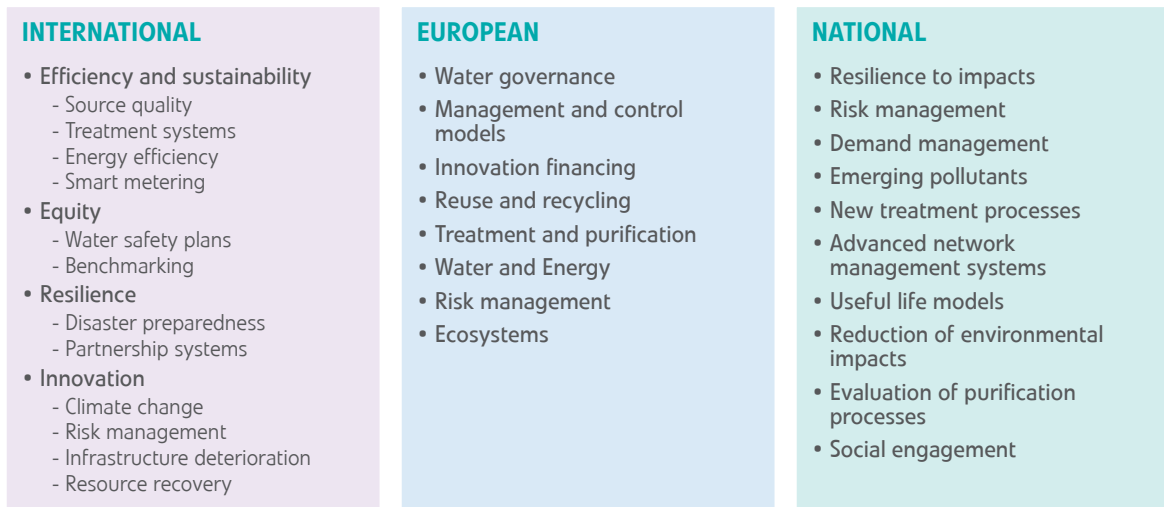 INTERNATIONAL
• Efficiency and sustainability
- Source quality
- Treatment systems
- Energy efficiency
- Smart metering
• Equity
- Water safety plans
- Benchmarking
• Resilience
- Disaster preparedness
- Partnership systems
• Innovation
- Climate change
- Risk management
- Infrastructure deterioration
- Resource recovery
EUROPEAN
• Water governance
• Management and control
models
• Innovation financing
• Reuse and recycling
• Treatment and purification
• Water and Energy
• Risk management
• Ecosystems
NATIONAL
• Resilience to impacts
• Risk management
• Demand management
• Emerging pollutants
• New treatment processes
• Advanced network
management systems
• Useful life models
• Reduction of environmental
impacts
• Evaluation of purification
processes
• Social engagement